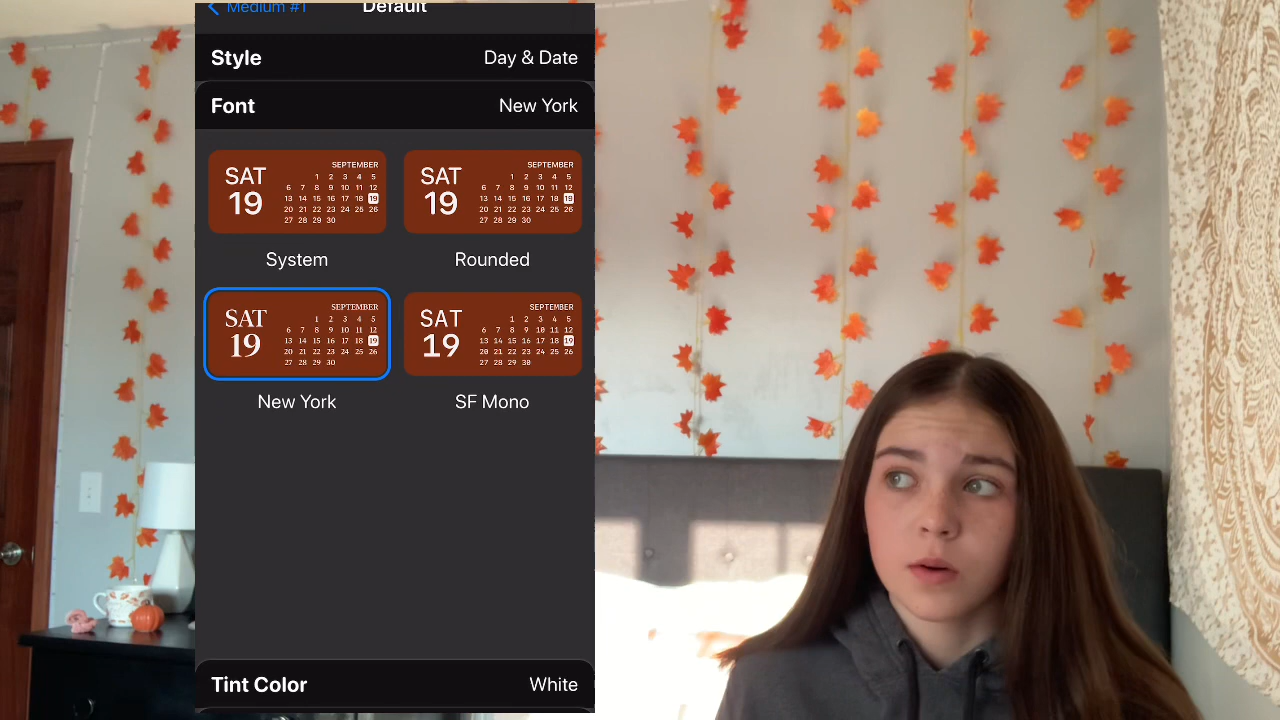 Medium #1 Default
Style Day & Date
Font New York
SEPTEMBER
SAT
19
1 2 3 4 5
6 7 8 9 10 11 12
13 14 15 16 17 18 19
20 21 22 23 24 25 26
27 28 29 30
System
SEPTEMBER
SAT
19
1 2 3 4 5
6 7 8 9 10 11 12
13 14 15 16 17 18 19
20 21 22 23 24 25 26
27 28 29 30
Rounded
SEPTEMBER
SAT
19
1 2 3 4 5
6 7 8 9 10 11 12
13 14 15 16 17 18 19
20 21 22 23 24 25 26
27 28 29 30
New York
SEPTEMBER
SAT
19
1 2 3 4 5
6 7 8 9 10 11 12
13 14 15 16 17 18 19
20 21 22 23 24 25 26
27 28 29 30
SF Mono
Tint Color White